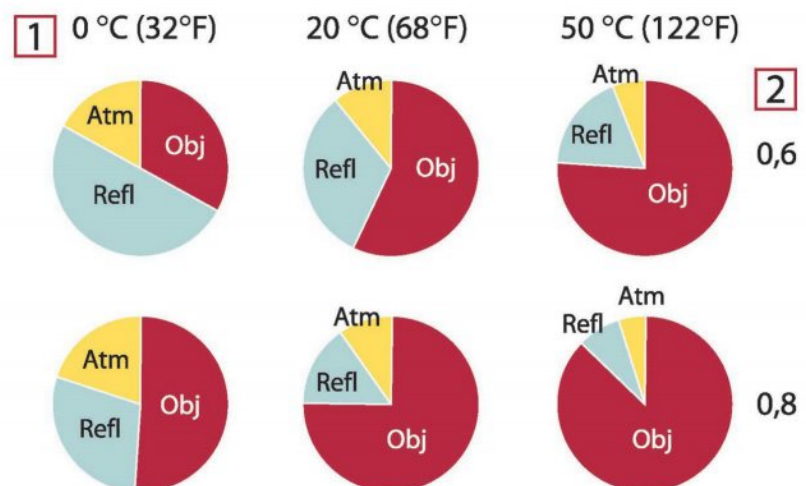 1 0 °C (32°F) 20 °C (68°F) 50 °C (122°F)
2
Atm Obj Refl
Atm Refl Obj
Atm Refl Obj
0,6
Atm Obj Refl
Atm Refl Obj
Atm Refl Obj
0,8